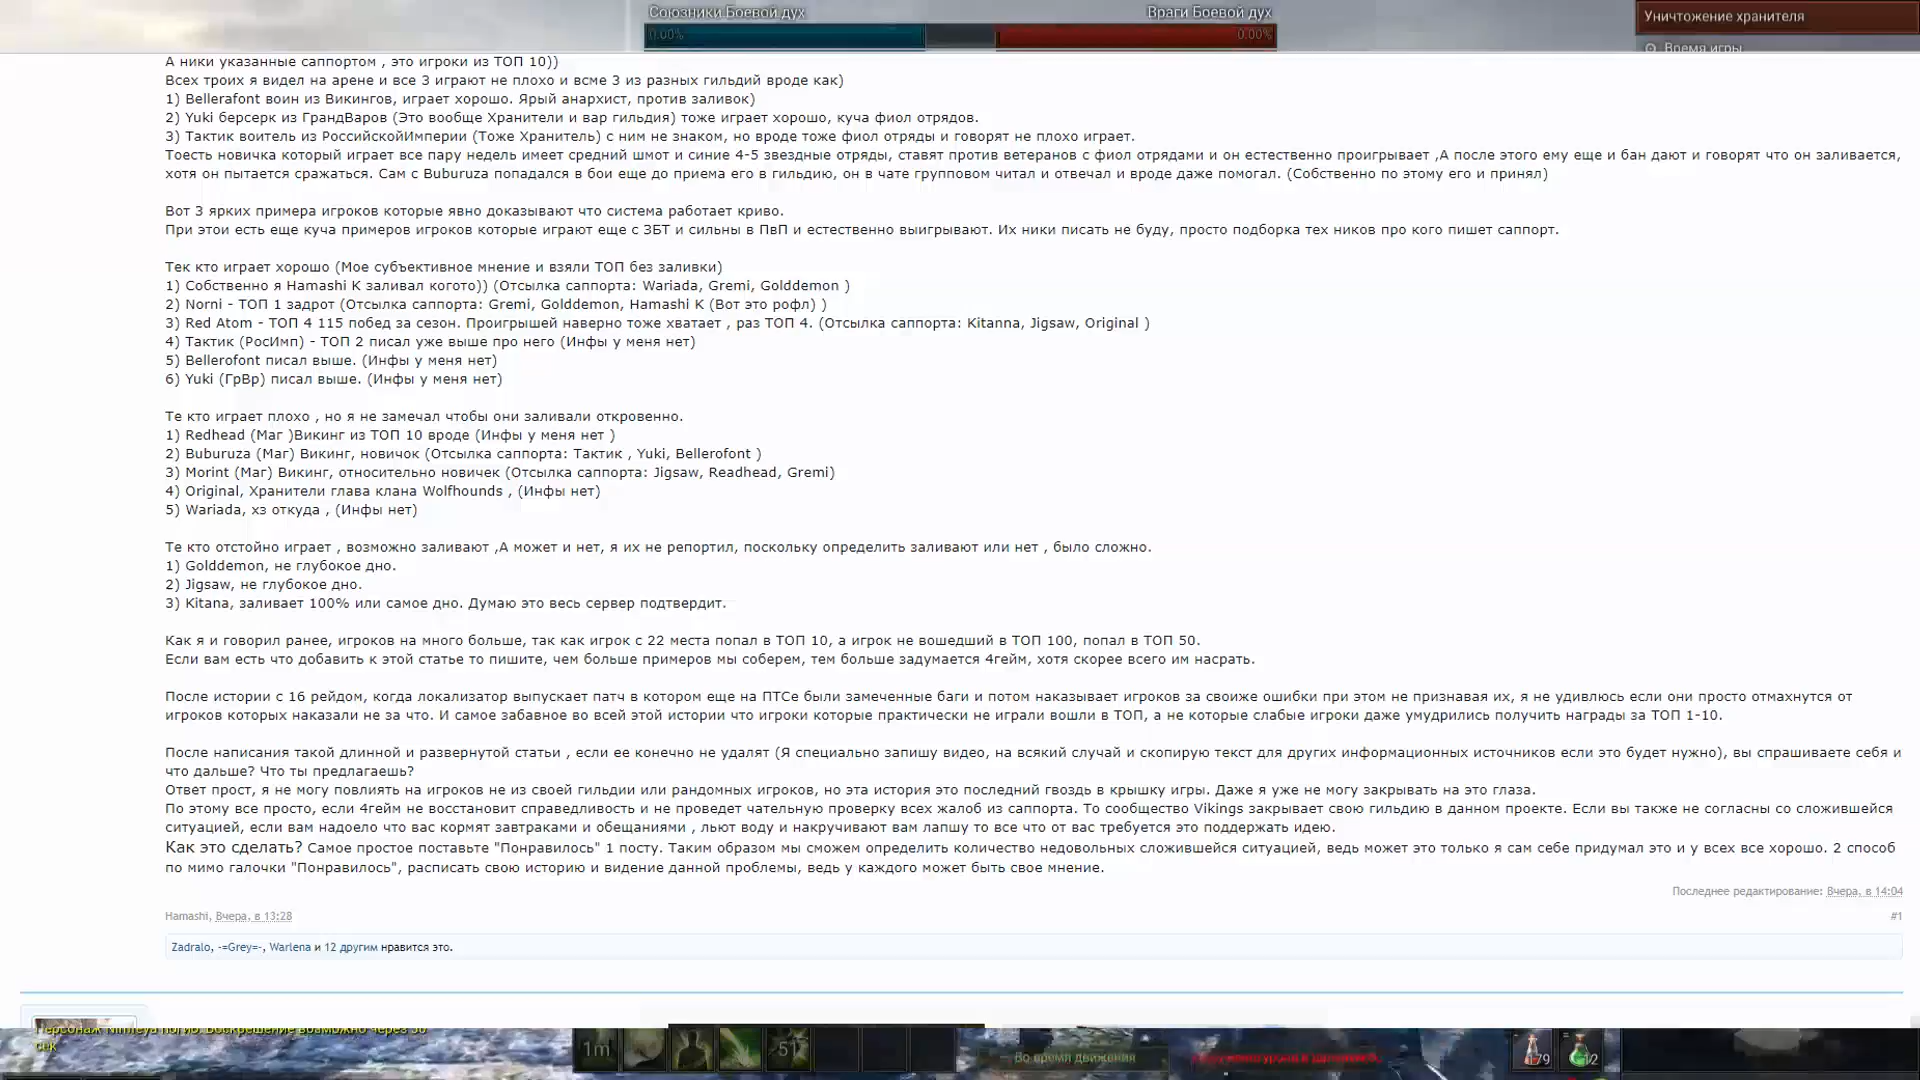 Союзники Боевой дух
Враги Боевой дух
Уничтожение хранителя
0.00%
0.00%
Время игры
А ники указанные саппортом , это игроки из ТОП 10))
Всех троих я видел на арене и все 3 играют не плохо и всме 3 из разных гильдий вроде как)
1) Bellerafont воин из Викингов, играет хорошо. Ярый анархист, против заливок)
2) Yuki берсерк из ГрандВаров (Это вообще Хранители и вар гильдия) тоже играет хорошо, куча фиол отрядов.
3) Тактик воитель из РоссийскойИмперии (Тоже Хранитель) с ним не знаком, но вроде тоже фиол отряды и говорят не плохо играет.
Тоесть новичка который играет все пару недель имеет средний шмот и синие 4-5 звездные отряды, ставят против ветеранов с фиол отрядами и он естественно проигрывает ,А после этого ему еще и бан дают и говорят что он заливается,
хотя он пытается сражаться. Сам с Buburuza попадался в бои еще до приема его в гильдию, он в чате групповом читал и отвечал и вроде даже помогал. (Собственно по этому его и принял)
Вот 3 ярких примера игроков которые явно доказывают что система работает криво.
При этои есть еще куча примеров игроков которые играют еще с ЗБТ и сильны в ПвП и естественно выигрывают. Их ники писать не буду, просто подборка тех ников про кого пишет саппорт.
Тек кто играет хорошо (Мое субъективное мнение и взяли ТОП без заливки)
1) Собственно я Hamashi K заливал когото)) (Отсылка саппорта: Wariada, Gremi, Golddemon )
2) Norni - ТОП 1 задрот (Отсылка саппорта: Gremi, Golddemon, Hamashi K (Вот это рофл) )
3) Red Atom - ТОП 4 115 побед за сезон. Проигрышей наверно тоже хватает , раз ТОП 4. (Отсылка саппорта: Kitanna, Jigsaw, Original )
4) Тактик (РосИмп) - ТОП 2 писал уже выше про него (Инфы у меня нет)
5) Bellerofont писал выше. (Инфы у меня нет)
6) Yuki (ГрВр) писал выше. (Инфы у меня нет)
Те кто играет плохо , но я не замечал чтобы они заливали откровенно.
1) Redhead (Маг )Викинг из ТОП 10 вроде (Инфы у меня нет )
2) Buburuza (Маг) Викинг, новичок (Отсылка саппорта: Тактик , Yuki, Bellerofont )
3) Morint (Маг) Викинг, относительно новичек (Отсылка саппорта: Jigsaw, Readhead, Gremi)
4) Original, Хранители глава клана Wolfhounds , (Инфы нет)
5) Wariada, хз откуда , (Инфы нет)
Те кто отстойно играет , возможно заливают ,А может и нет, я их не репортил, поскольку определить заливают или нет , было сложно.
1) Golddemon, не глубокое дно.
2) Jigsaw, не глубокое дно.
3) Kitana, заливает 100% или самое дно. Думаю это весь сервер подтвердит.
Как я и говорил ранее, игроков на много больше, так как игрок с 22 места попал в ТОП 10, а игрок не вошедший в ТОП 100, попал в ТОП 50.
Если вам есть что добавить к этой статье то пишите, чем больше примеров мы соберем, тем больше задумается 4гейм, хотя скорее всего им насрать.
После истории с 16 рейдом, когда локализатор выпускает патч в котором еще на ПТСе были замеченные баги и потом наказывает игроков за своиже ошибки при этом не признавая их, я не удивлюсь если они просто отмахнутся от
игроков которых наказали не за что. И самое забавное во всей этой истории что игроки которые практически не играли вошли в ТОП, а не которые слабые игроки даже умудрились получить награды за ТОП 1-10.
После написания такой длинной и развернутой статьи , если ее конечно не удалят (Я специально запишу видео, на всякий случай и скопирую текст для других информационных источников если это будет нужно), вы спрашиваете себя и
что дальше? Что ты предлагаешь?
Ответ прост, я не могу повлиять на игроков не из своей гильдии или рандомных игроков, но эта история это последний гвоздь в крышку игры. Даже я уже не могу закрывать на это глаза.
По этому все просто, если 4гейм не восстановит справедливость и не проведет чательную проверку всех жалоб из саппорта. То сообщество Vikings закрывает свою гильдию в данном проекте. Если вы также не согласны со сложившейся
ситуацией, если вам надоело что вас кормят завтраками и обещаниями , льют воду и накручивают вам лапшу то все что от вас требуется это поддержать идею.
Как это сделать? Самое простое поставьте "Понравилось" 1 посту. Таким образом мы сможем определить количество недовольных сложившейся ситуацией, ведь может это только я сам себе придумал это и у всех все хорошо. 2 способ
по мимо галочки "Понравилось", расписать свою историю и видение данной проблемы, ведь у каждого может быть свое мнение.
Последнее редактирование: Вчера, в 14:04
Hamashi, Вчера, в 13:28
#1
Zadralo, -=Grey=-, Warlena и 12 другим нравится это.
Персонаж Nimfeya погиб. Воскрешение возможно через 30
сек
1m
51
Во время движения
79
12